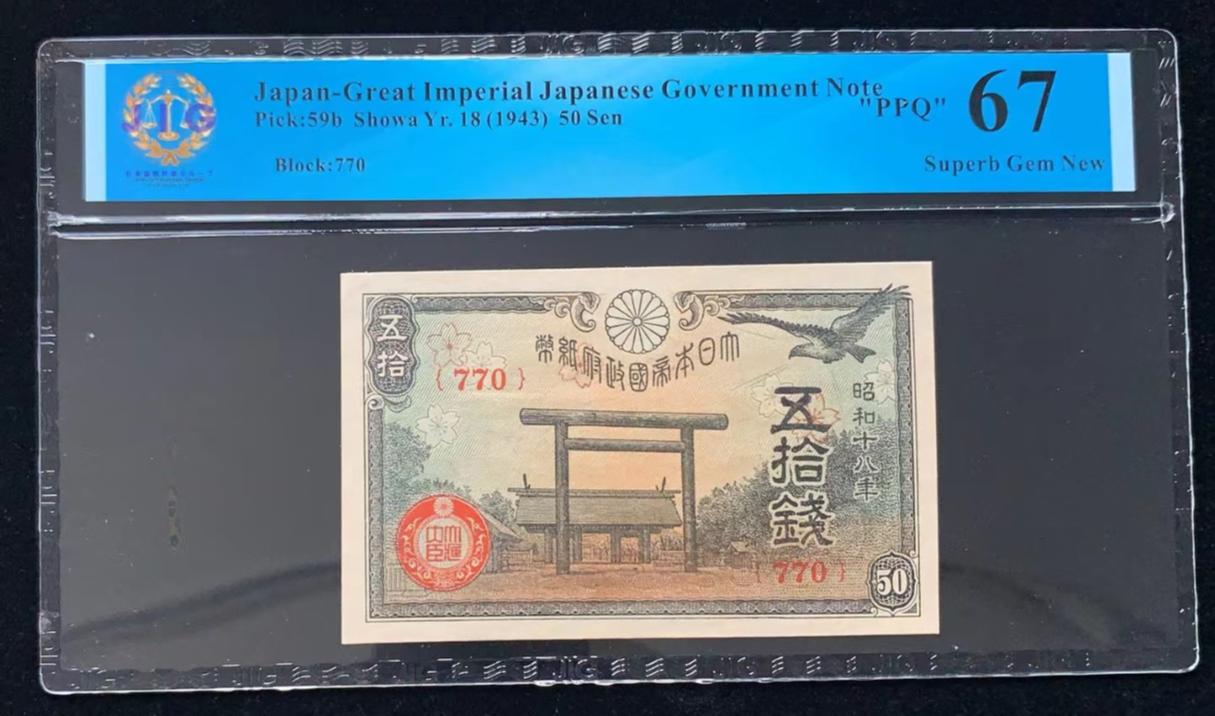 Japan-Great Imperial Japanese Government Note
Pick:59b Showa Yr. 18 (1943) 50 Sen
"PPQ" 67
Block:770
Superb Gem New
JIG
五拾
大日本帝國政府紙幣
{ 770 }
昭和十八年
五拾錢
{ 770 }
50